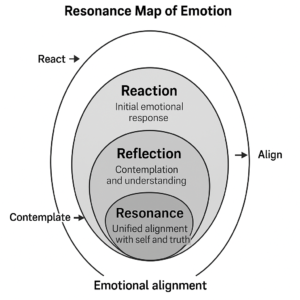 Resonance Map of Emotion
React
Reaction
Initial emotional
response
Reflection
Contemplation
and understanding
Align
Contemplate
Resonance
Unified alignment
with self and truth
Emotional alignment